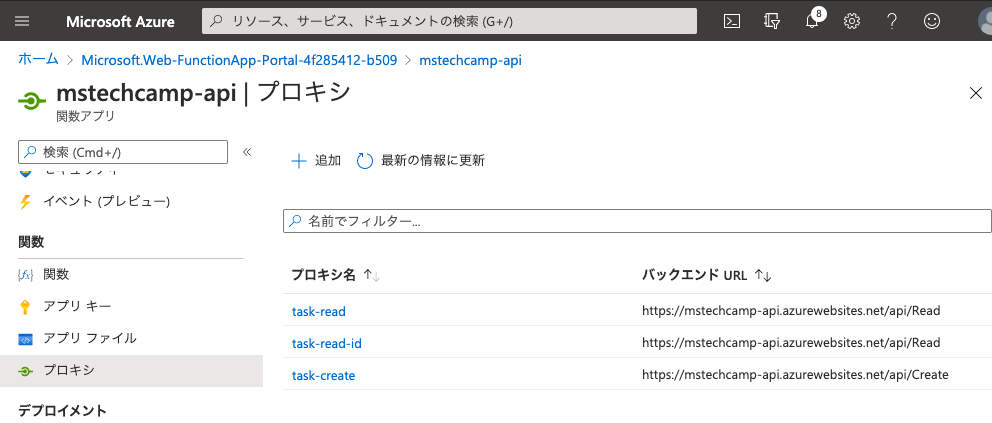 Microsoft Azure
リソース、サービス、ドキュメントの検索 (G+/)
8
ホーム > Microsoft.Web-FunctionApp-Portal-4f285412-b509 > mstechcamp-api
mstechcamp-api | プロキシ
関数アプリ
検索 (Cmd+/)
«
追加
最新の情報に更新
セキュリティ
イベント (プレビュー)
名前でフィルター...
関数
関数
アプリ キー
アプリ ファイル
プロキシ
デプロイメント
プロキシ名 ↑↓ バックエンド URL ↑↓
task-read https://mstechcamp-api.azurewebsites.net/api/Read
task-read-id https://mstechcamp-api.azurewebsites.net/api/Read
task-create https://mstechcamp-api.azurewebsites.net/api/Create